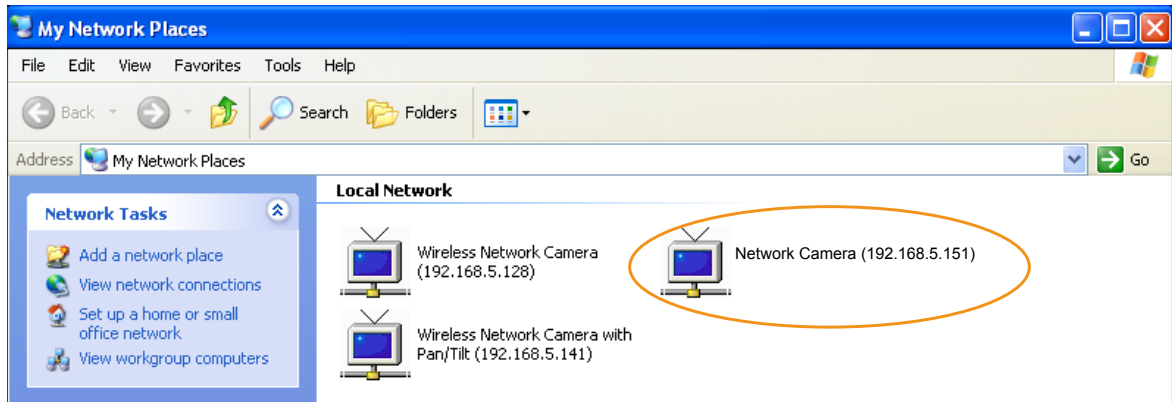 My Network Places
File Edit View Favorites Tools Help
Back Search Folders
Address My Network Places Go
Network Tasks
Add a network place
View network connections
Set up a home or small
office network
View workgroup computers
Local Network
Wireless Network Camera
(192.168.5.128)
Network Camera (192.168.5.151)
Wireless Network Camera with
Pan/Tilt (192.168.5.141)